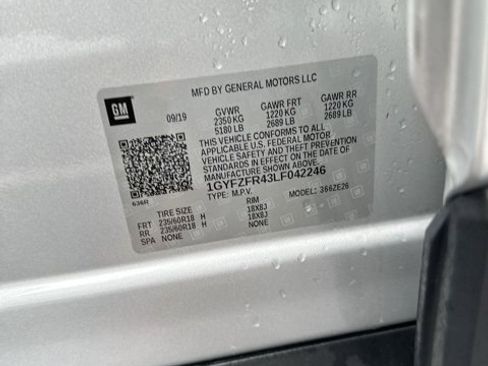 GM
MFD BY GENERAL MOTORS LLC
09/19 GVWR GAWR FRT GAWR RR
2350 KG 1220 KG 1220 KG
5180 LB 2689 LB 2689 LB
THIS VEHICLE CONFORMS TO ALL
APPLICABLE U.S. FEDERAL MOTOR
VEHICLE SAFETY AND THEFT PREVENTION
STANDARDS IN EFFECT ON THE DATE OF
MANUFACTURE SHOWN ABOVE.
1GYFZFR43LF042246
636R TYPE: M.P.V. MODEL: 366ZE26
TIRE SIZE RIM
FRT 235/60R18 H 18X8J
RR 235/60R18 H 18X8J
SPA NONE NONE